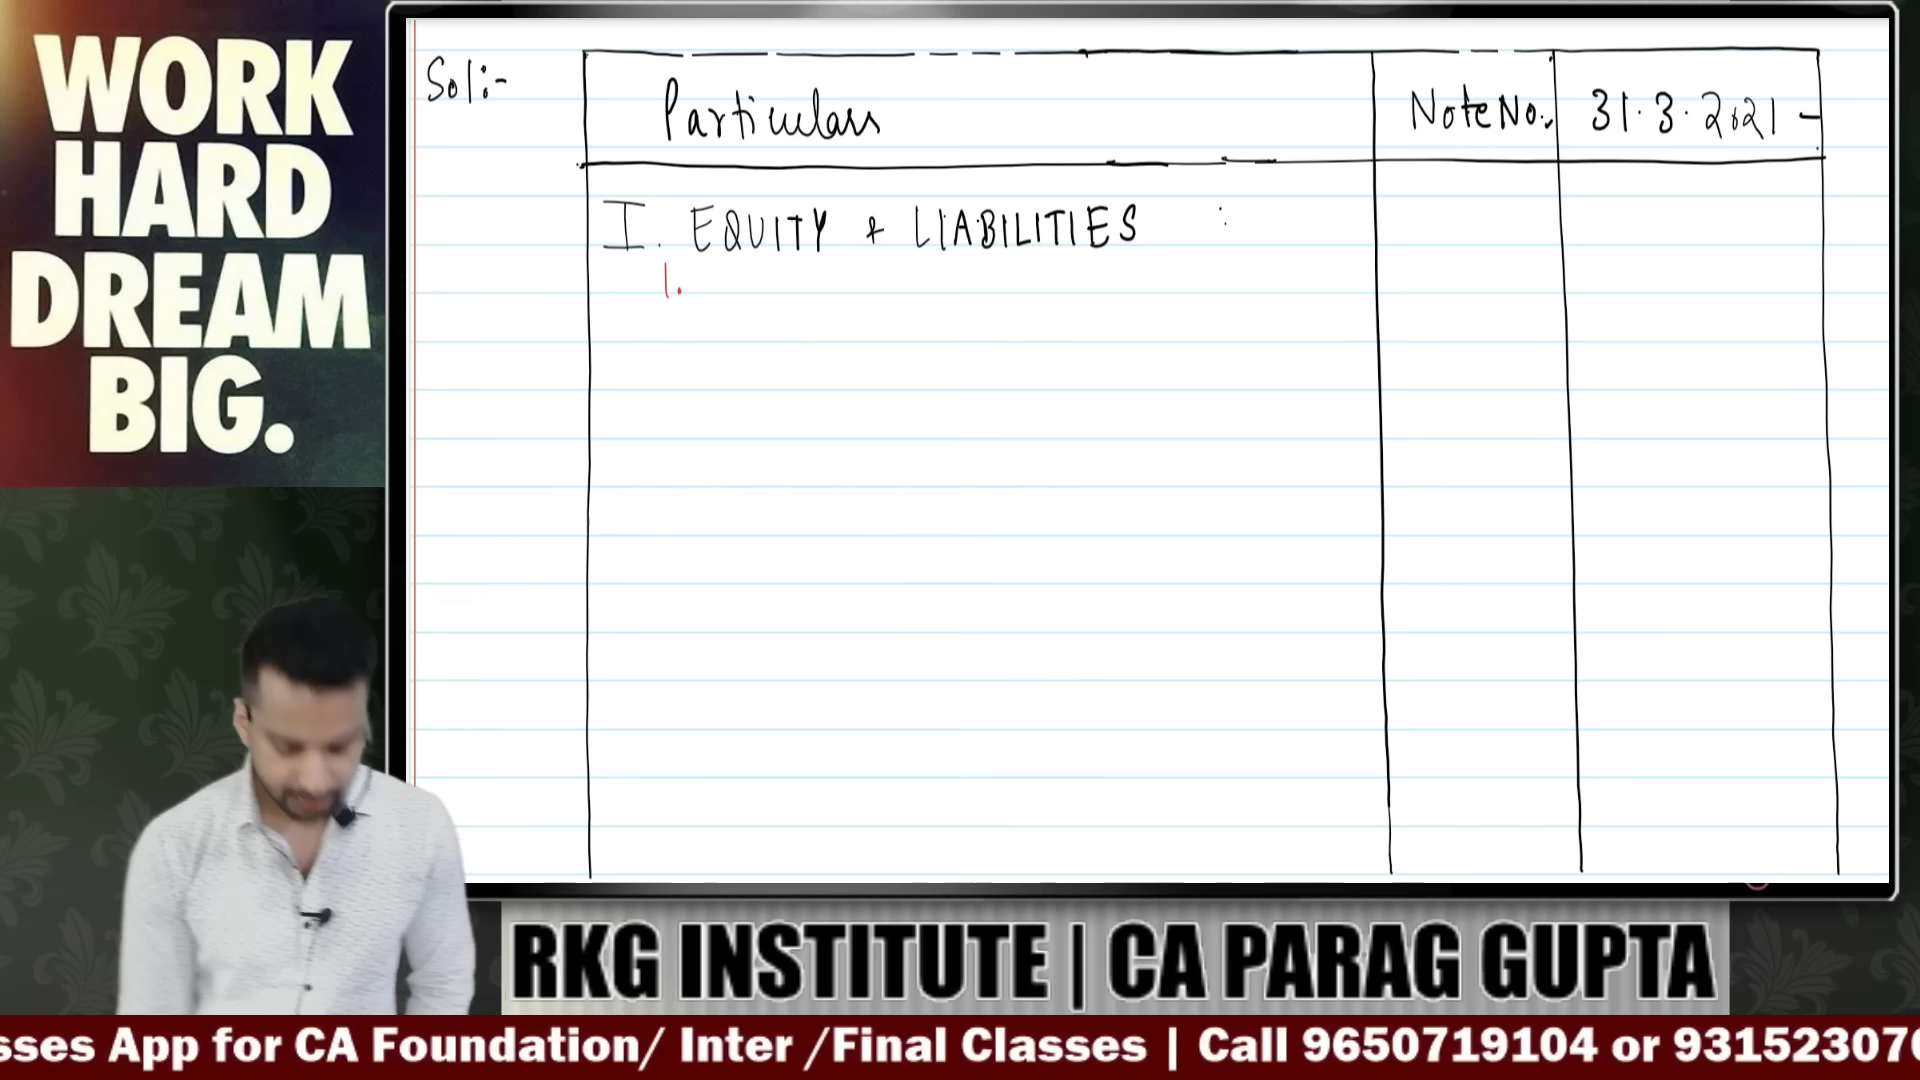 WORK
HARD
DREAM
BIG.
Sol:-
Particulars
Note No.
31.3.2021
I. EQUITY & LIABILITIES :
1.
RKG INSTITUTE | CA PARAG GUPTA
sses App for CA Foundation/ Inter /Final Classes | Call 9650719104 or 931523070